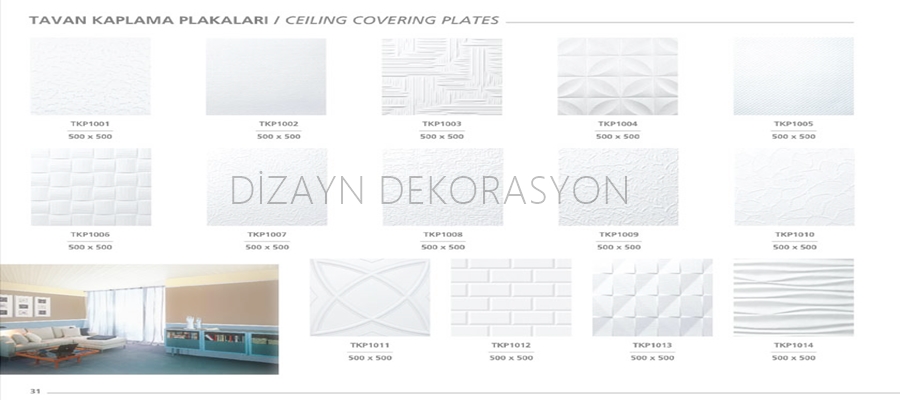 TAVAN KAPLAMA PLAKALARI / CEILING COVERING PLATES
TKP1001
500 x 500
TKP1002
500 x 500
TKP1003
500 x 500
TKP1004
500 x 500
TKP1005
500 x 500
DİZAYN DEKORASYON
TKP1006
500 x 500
TKP1007
500 x 500
TKP1008
500 x 500
TKP1009
500 x 500
TKP1010
500 x 500
TKP1011
500 x 500
TKP1012
500 x 500
TKP1013
500 x 500
TKP1014
500 x 500
31